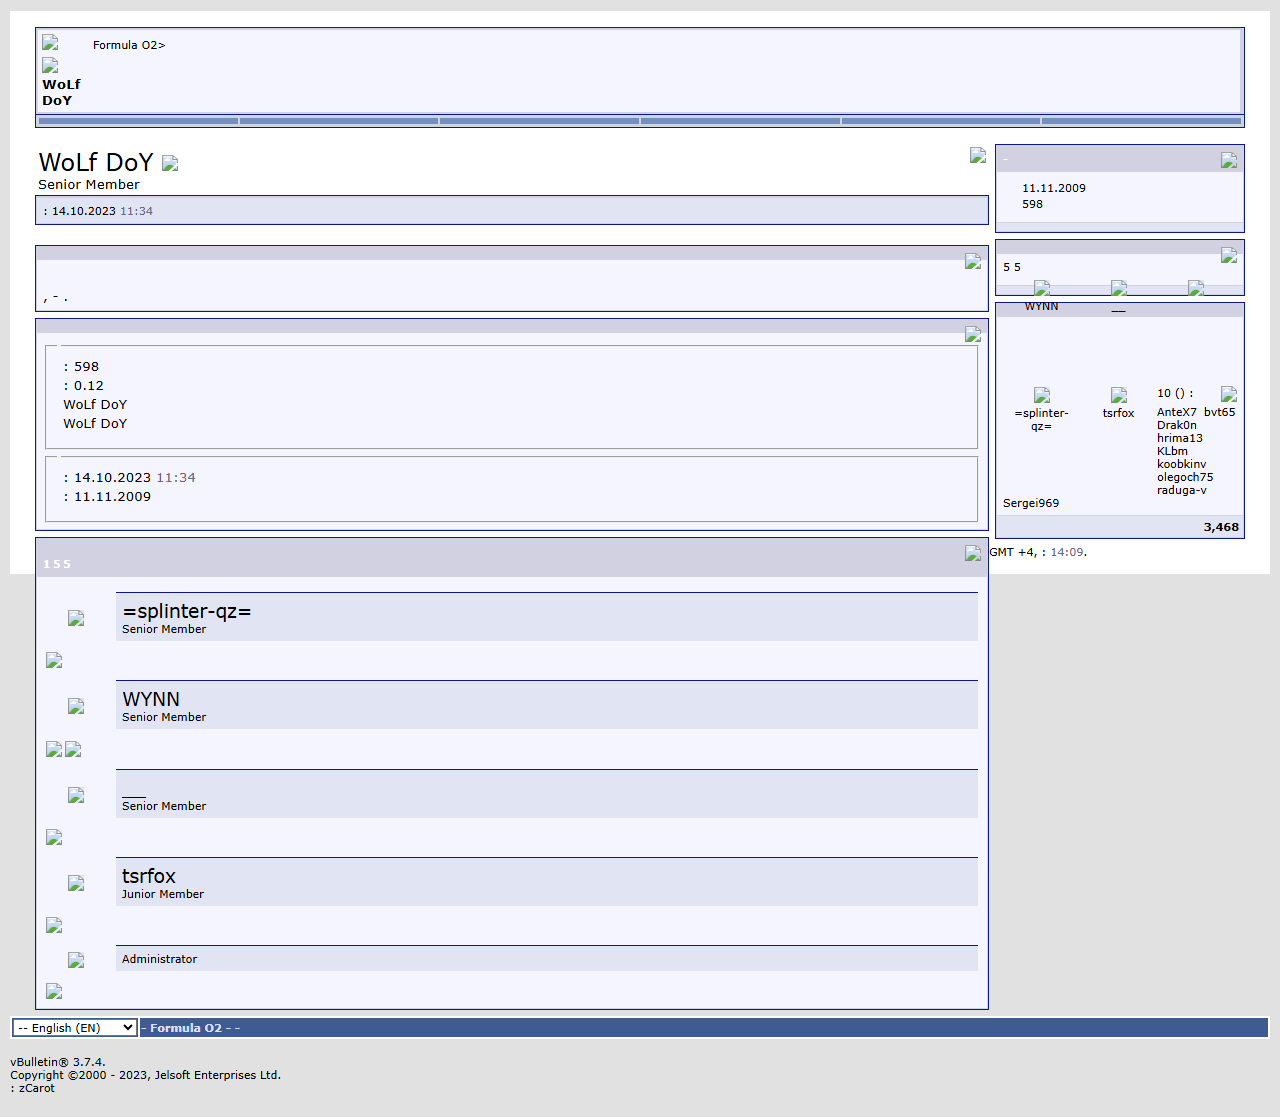 Formula O2>
WoLf
DoY
WoLf DoY
Senior Member
: 14.10.2023 11:34
, - .
: 598
: 0.12
WoLf DoY
WoLf DoY
: 14.10.2023 11:34
: 11.11.2009
1 5 5
=splinter-qz=
Senior Member
WYNN
Senior Member
___
Senior Member
tsrfox
Junior Member
Administrator
-
11.11.2009
598
5 5
WYNN
__
=splinter-
qz=
tsrfox
10 () :
AnteX7 bvt65
Drak0n
hrima13
KLbm
koobkinv
olegoch75
raduga-v
Sergei969
3,468
GMT +4, : 14:09.
-- English (EN)
- Formula O2 - -
vBulletin® 3.7.4.
Copyright ©2000 - 2023, Jelsoft Enterprises Ltd.
: zCarot